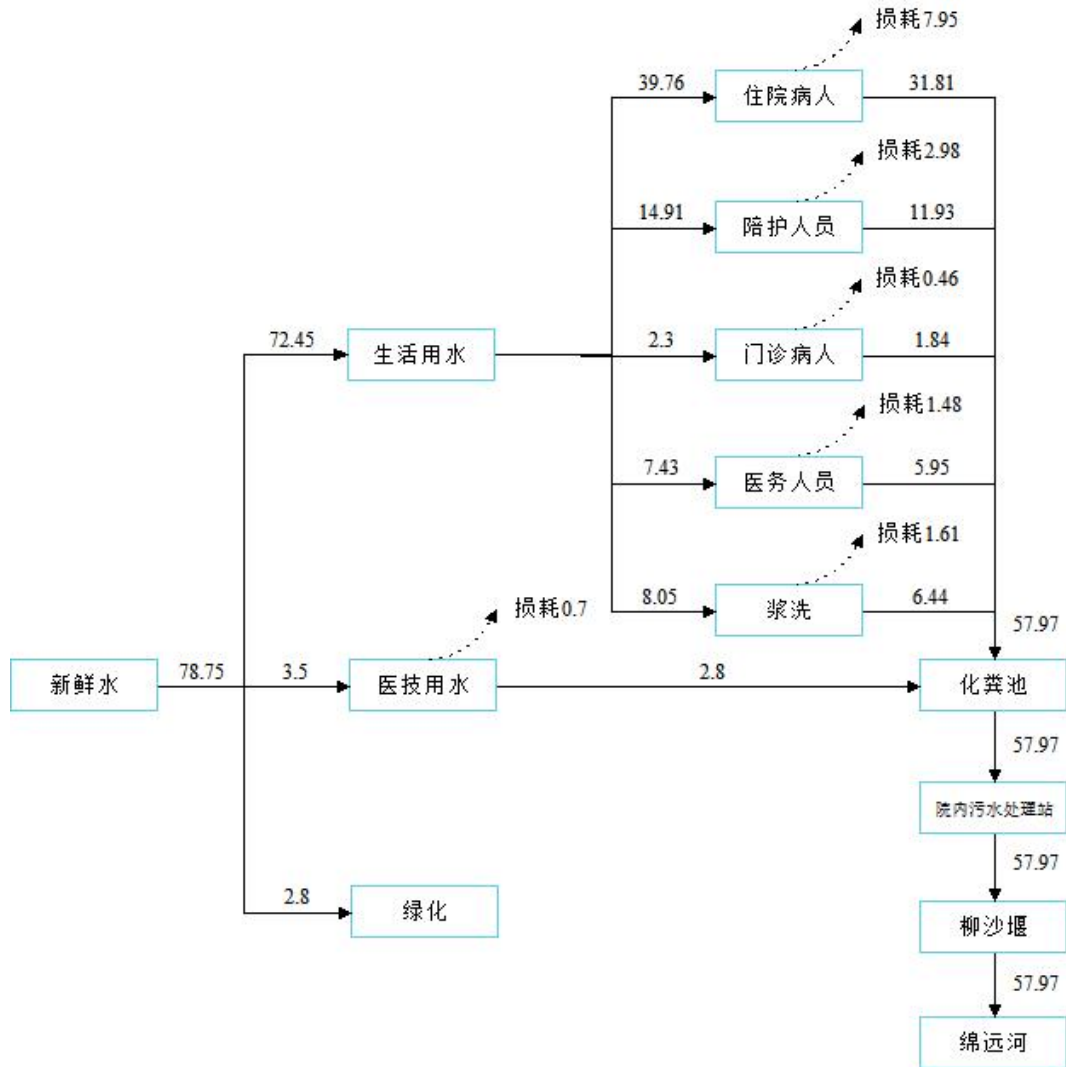 损耗7.95
39.76
住院病人
31.81
损耗2.98
14.91
陪护人员
11.93
损耗0.46
72.45
生活用水
2.3
门诊病人
1.84
损耗1.48
7.43
医务人员
5.95
损耗1.61
8.05
浆洗
6.44
损耗0.7
57.97
新鲜水
78.75
3.5
医技用水
2.8
化粪池
57.97
院内污水处理站
57.97
2.8
绿化
柳沙堰
57.97
绵远河